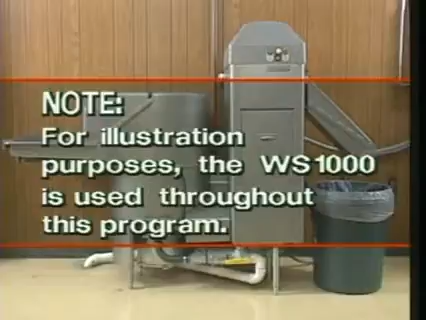 NOTE:
For illustration
purposes, the WS1000
is used throughout
this program.